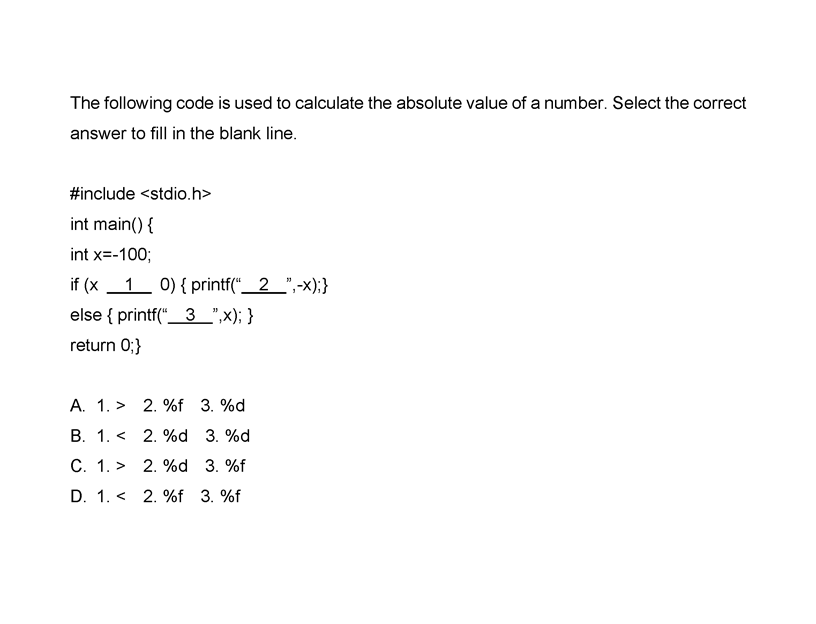 The following code is used to calculate the absolute value of a number. Select the correct
answer to fill in the blank line.
#include <stdio.h>
int main() {
int x=-100;
if (x __1__ 0) { printf(“__2__”,-x);}
else { printf(“__3__”,x); }
return 0;}
A. 1. > 2. %f 3. %d
B. 1. < 2. %d 3. %d
C. 1. > 2. %d 3. %f
D. 1. < 2. %f 3. %f